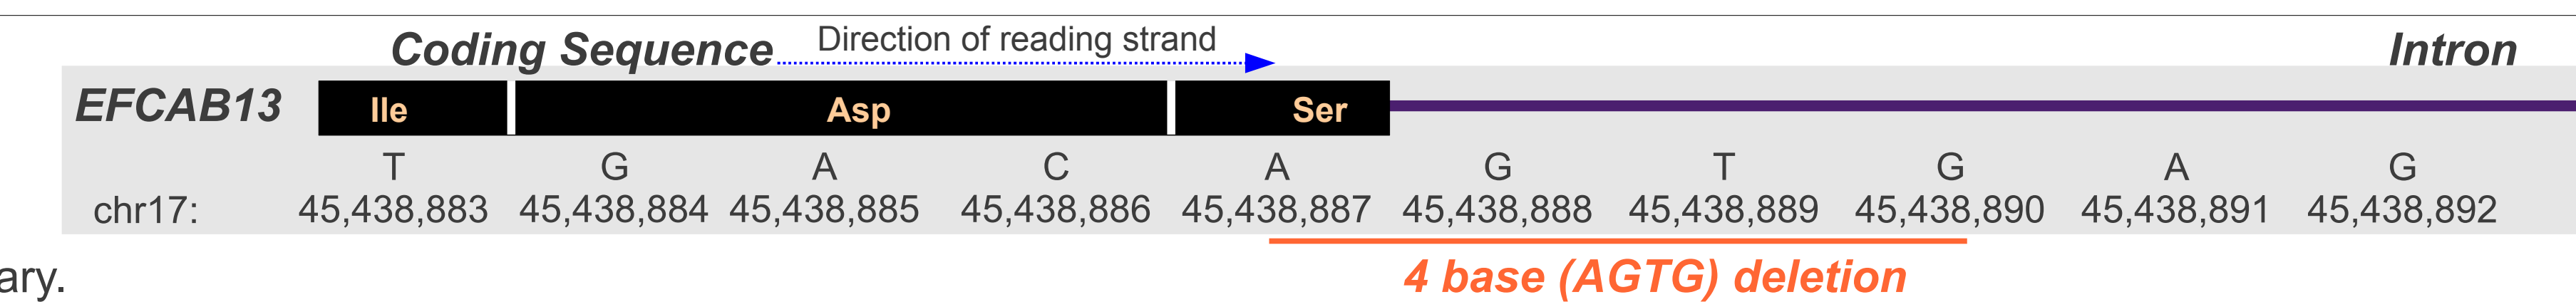 Coding Sequence Direction of reading strand Intron
EFCAB13 Ile Asp Ser
T G A C A G T G A G
chr17: 45,438,883 45,438,884 45,438,885 45,438,886 45,438,887 45,438,888 45,438,889 45,438,890 45,438,891 45,438,892
ary. 4 base (AGTG) deletion